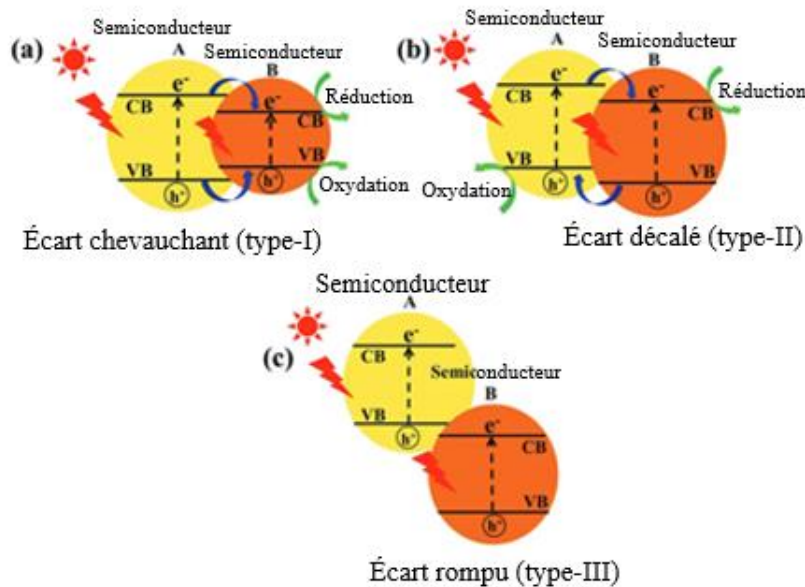 (a)
Semiconducteur
A
Semiconducteur
B
e-
e-
CB
CB
VB
VB
h+
h+
Réduction
Oxydation
Écart chevauchant (type-I)
(b)
Semiconducteur
A
Semiconducteur
B
e-
e-
CB
CB
VB
VB
h+
h+
Réduction
Oxydation
Écart décalé (type-II)
Semiconducteur
(c)
A
e-
CB
Semiconducteur
B
VB
h+
e-
CB
VB
h+
Écart rompu (type-III)